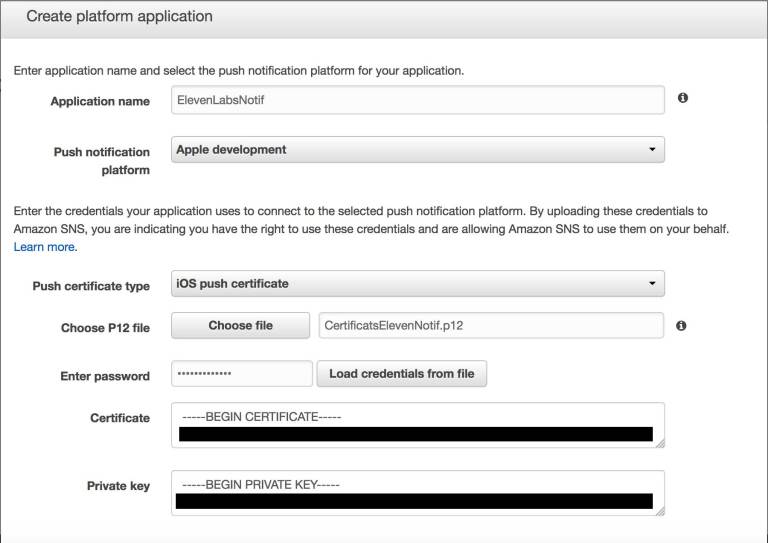 Create platform application
Enter application name and select the push notification platform for your application.
Application name
ElevenLabsNotif
Push notification
platform
Apple development
Enter the credentials your application uses to connect to the selected push notification platform. By uploading these credentials to
Amazon SNS, you are indicating you have the right to use these credentials and are allowing Amazon SNS to use them on your behalf.
Learn more.
Push certificate type
iOS push certificate
Choose P12 file
Choose file
CertificatsElevenNotif.p12
Enter password
•••••••••••••
Load credentials from file
Certificate
-----BEGIN CERTIFICATE-----
Private key
-----BEGIN PRIVATE KEY-----